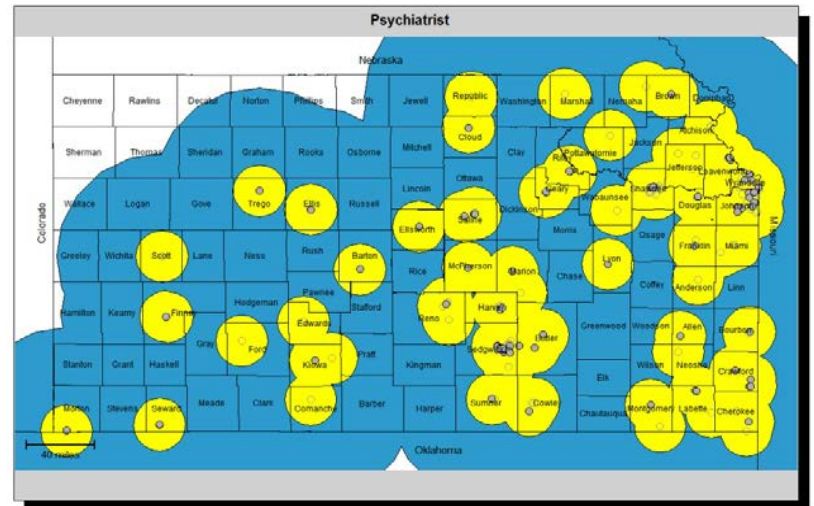 Psychiatrist
Nebraska
Cheyenne Rawlins Decatur Norton Phillips Smith Jewell Republic Washington Marshall Nemaha Brown Doniphan
Cloud Atchison
Sherman Thomas Sheridan Graham Rooks Osborne Mitchell Clay Riley Pottawatomie Jackson Jefferson Leavenworth
Ottawa Wyandotte
Wallace Logan Gove Trego Ellis Russell Lincoln Saline Dickinson Geary Wabaunsee Shawnee Douglas Johnson
Colorado Ellsworth Missouri
Greeley Wichita Scott Lane Ness Rush Barton Rice McPherson Marion Morris Chase Lyon Osage Franklin Miami
Pawnee Coffey Anderson Linn
Hamilton Kearny Finney Hodgeman Edwards Stafford Reno Harvey
Gray Ford Kiowa Pratt Kingman Sedgwick Butler Greenwood Woodson Allen Bourbon
Stanton Grant Haskell Elk Wilson Neosho Crawford
Morton Stevens Seward Meade Clark Comanche Barber Harper Sumner Cowley Chautauqua Montgomery Labette Cherokee
40 miles
Oklahoma